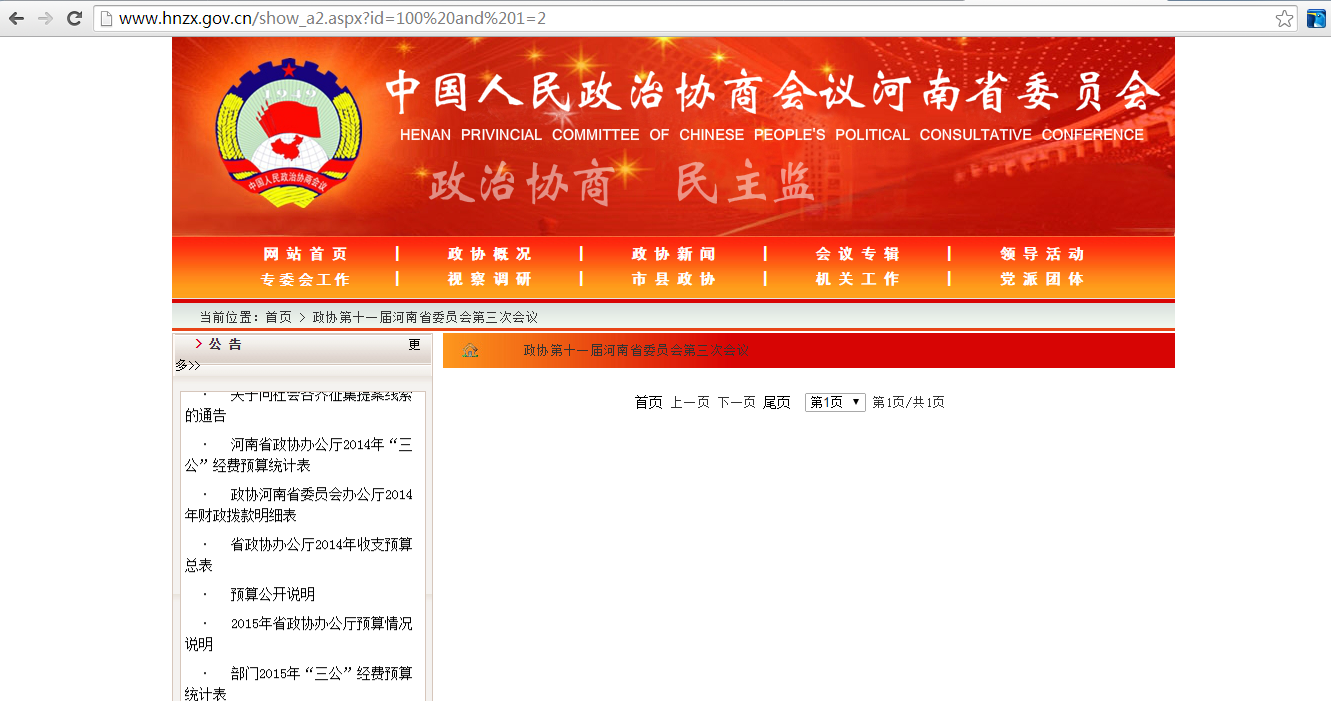 www.hnzx.gov.cn/show_a2.aspx?id=100%20and%201=2
中国人民政治协商会议河南省委员会
HENAN PRIVINCIAL COMMITTEE OF CHINESE PEOPLE'S POLITICAL CONSULTATIVE CONFERENCE
政治协商 民主监
1949
中国人民政治协商会议
网站首页 | 政协概况 | 政协新闻 | 会议专辑 | 领导活动
专委会工作 | 视察调研 | 市县政协 | 机关工作 | 党派团体
当前位置：首页 > 政协第十一届河南省委员会第三次会议
> 公 告 更
多>>
政协第十一届河南省委员会第三次会议
首页 上一页 下一页 尾页 第1页 ▼ 第1页/共1页
· 关于向社会各界征集提案线索
的通告
· 河南省政协办公厅2014年“三
公”经费预算统计表
· 政协河南省委员会办公厅2014
年财政拨款明细表
· 省政协办公厅2014年收支预算
总表
· 预算公开说明
· 2015年省政协办公厅预算情况
说明
· 部门2015年“三公”经费预算
统计表